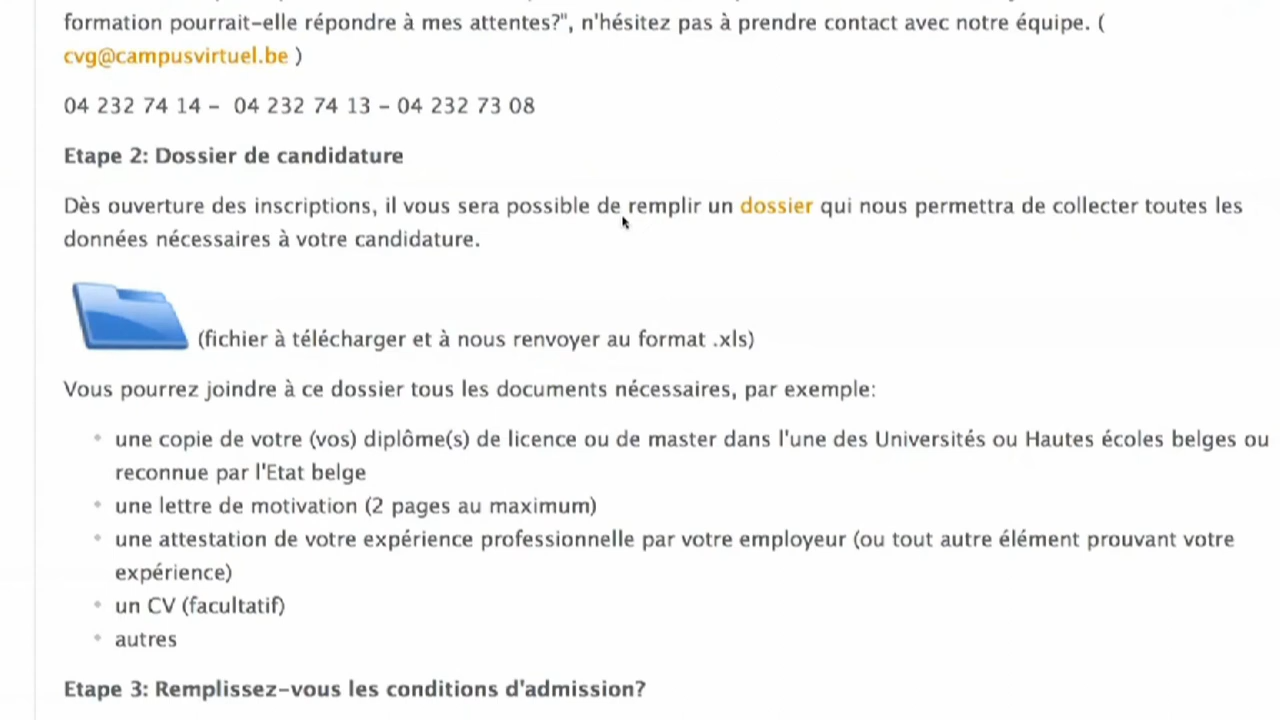 formation pourrait-elle répondre à mes attentes?", n'hésitez pas à prendre contact avec notre équipe. (
cvg@campusvirtuel.be )
04 232 74 14 – 04 232 74 13 – 04 232 73 08
Etape 2: Dossier de candidature
Dès ouverture des inscriptions, il vous sera possible de remplir un dossier qui nous permettra de collecter toutes les
données nécessaires à votre candidature.
(fichier à télécharger et à nous renvoyer au format .xls)
Vous pourrez joindre à ce dossier tous les documents nécessaires, par exemple:
une copie de votre (vos) diplôme(s) de licence ou de master dans l'une des Universités ou Hautes écoles belges ou
reconnue par l'Etat belge
une lettre de motivation (2 pages au maximum)
une attestation de votre expérience professionnelle par votre employeur (ou tout autre élément prouvant votre
expérience)
un CV (facultatif)
autres
Etape 3: Remplissez-vous les conditions d'admission?